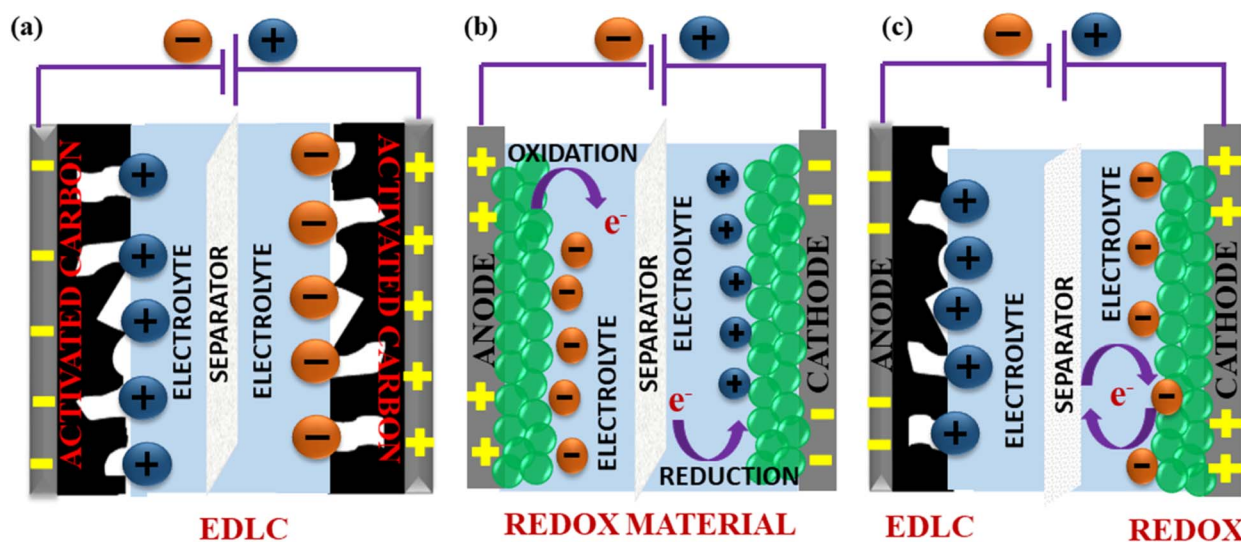 (a)
−
+
ACTIVATED CARBON
ELECTROLYTE
SEPARATOR
ELECTROLYTE
ACTIVATED CARBON
EDLC
(b)
−
+
ANODE
OXIDATION
e⁻
ELECTROLYTE
SEPARATOR
ELECTROLYTE
e⁻
REDUCTION
CATHODE
REDOX MATERIAL
(c)
−
+
ANODE
ELECTROLYTE
SEPARATOR
ELECTROLYTE
e⁻
CATHODE
EDLC
REDOX